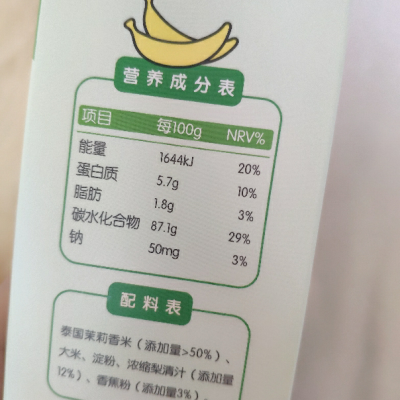 营养成分表
项目 每100g NRV%
能量 1644kJ 20%
蛋白质 5.7g 10%
脂肪 1.8g 3%
碳水化合物 87.1g 29%
钠 50mg 3%
配料表
泰国茉莉香米（添加量>50%）、
大米、淀粉、浓缩梨清汁（添加量
12%）、香蕉粉（添加量3%）、